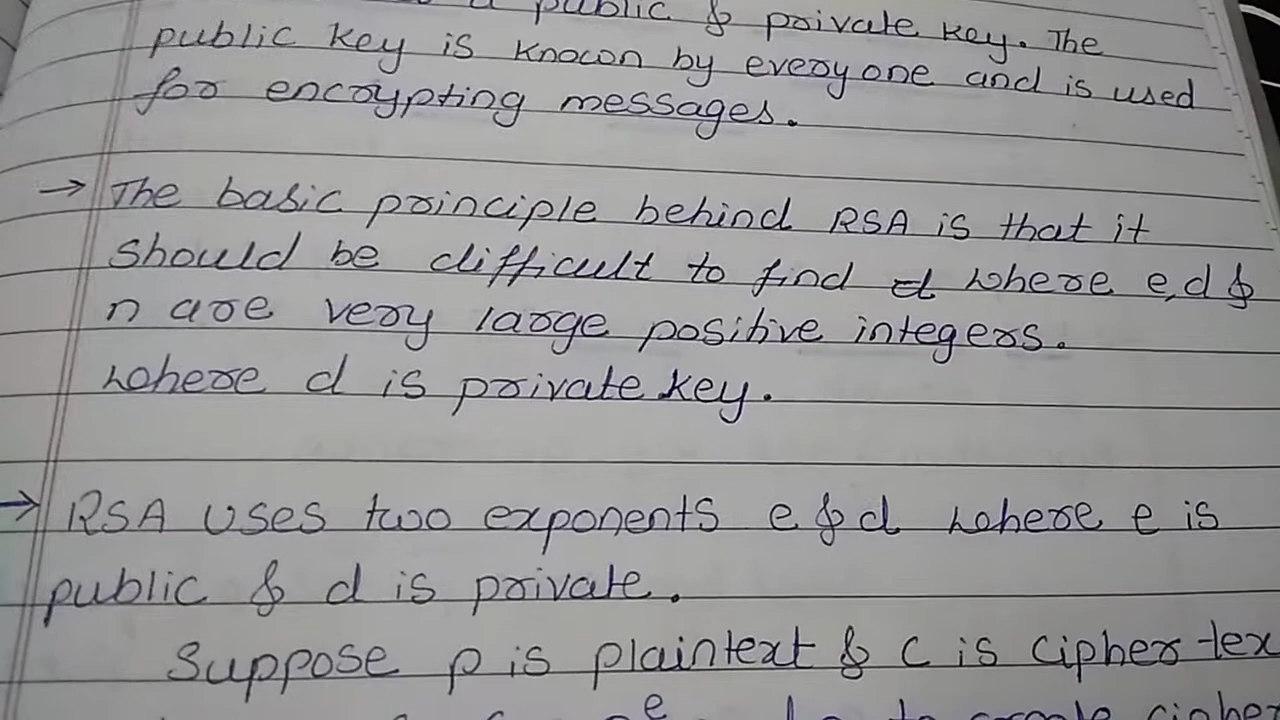 public & private key. The
public key is known by everyone and is used
for encrypting messages.
→ The basic principle behind RSA is that it
should be difficult to find d where e,d &
n are very large positive integers.
where d is private key.
→ RSA uses two exponents e & d where e is
public & d is private.
Suppose p is plaintext & c is cipher tex
e to cipher